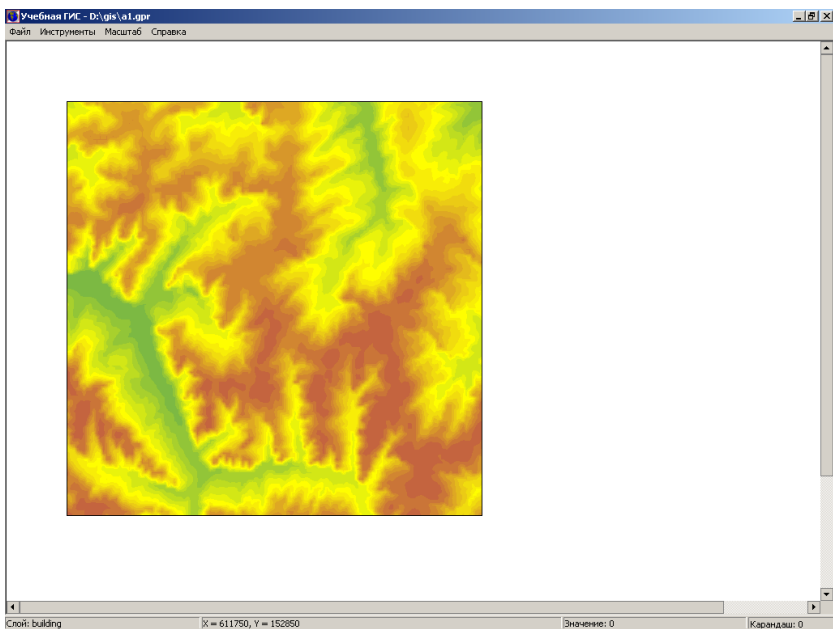 Учебная ГИС - D:\gis\a1.gpr
Файл Инструменты Масштаб Справка
Слой: building X = 611750, Y = 152850 Значение: 0 Карандаш: 0